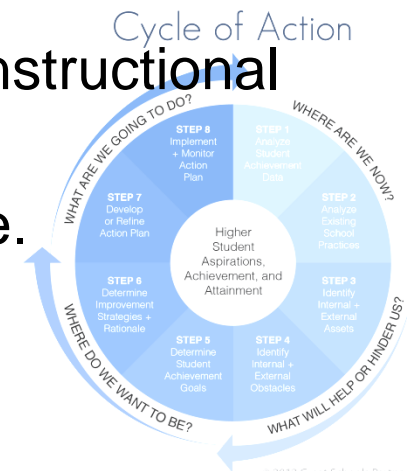 Cycle of Action
nstructional
e.
WHERE ARE WE NOW?
STEP 1
Analyze
Student
Achievement
Data
STEP 2
Analyze
Existing
School
Practices
WHAT WILL HELP OR HINDER US?
STEP 3
Identify
Internal +
External
Assets
STEP 4
Identify
Internal +
External
Obstacles
WHERE DO WE WANT TO BE?
STEP 5
Determine
Student
Achievement
Goals
STEP 6
Determine
Improvement
Strategies +
Rationale
WHAT ARE WE GOING TO DO?
STEP 7
Develop
or Refine
Action Plan
STEP 8
Implement
+ Monitor
Action
Plan
Higher
Student
Aspirations,
Achievement, and
Attainment